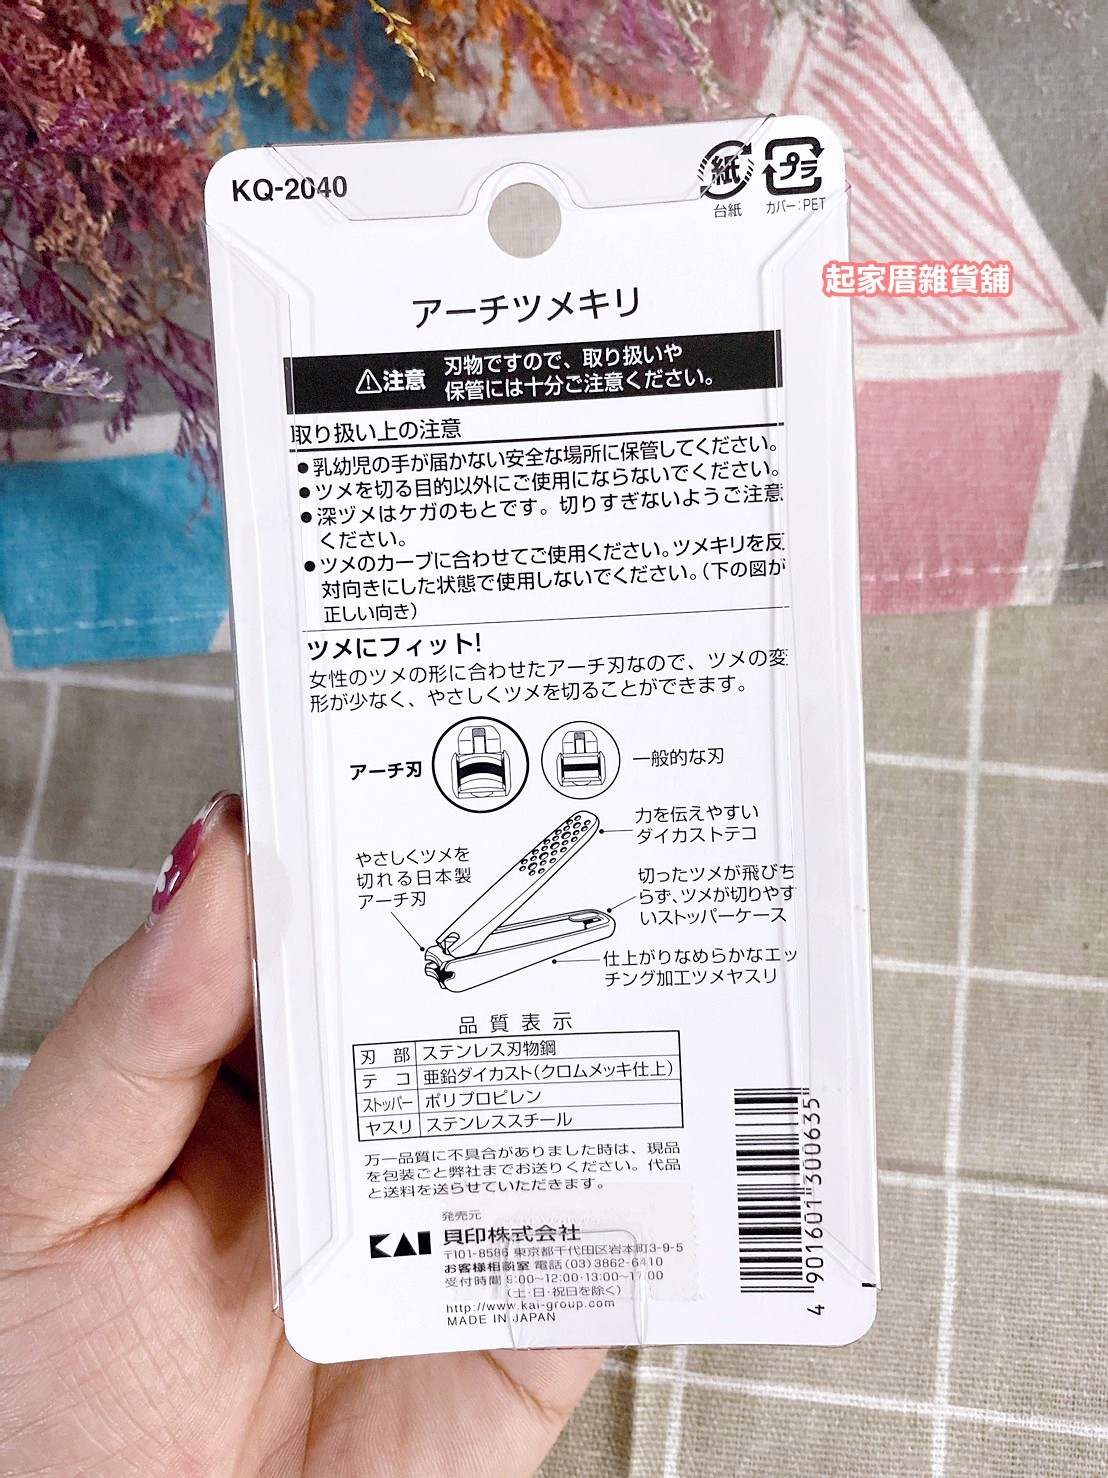 KQ-2040
紙
プラ
台紙
カバー:PET
起家厝雜貨舖
アーチツメキリ
⚠注意
刃物ですので、取り扱いや
保管には十分ご注意ください。
取り扱い上の注意
●乳幼児の手が届かない安全な場所に保管してください。
●ツメを切る目的以外にご使用にならないでください。
●深ヅメはケガのもとです。切りすぎないようご注意
ください。
●ツメのカーブに合わせてご使用ください。ツメキリを反
対向きにした状態で使用しないでください。(下の図が
正しい向き)
ツメにフィット!
女性のツメの形に合わせたアーチ刃なので、ツメの変
形が少なく、やさしくツメを切ることができます。
アーチ刃
一般的な刃
力を伝えやすい
ダイカストテコ
やさしくツメを
切れる日本製
アーチ刃
切ったツメが飛びち
らず、ツメが切りやす
いストッパーケース
仕上がりなめらかなエッ
チング加工ツメヤスリ
品質表示
刃部 ステンレス刃物鋼
テコ 亜鉛ダイカスト(クロムメッキ仕上)
ストッパー ポリプロピレン
ヤスリ ステンレススチール
万一品質に不具合がありました時は、現品
を包装ごと弊社までお送りください。代品
と送料を送らせていただきます。
発売元
KAI 貝印株式会社
〒101-8586 東京都千代田区岩本町3-9-5
お客様相談室 電話(03)3862-6410
受付時間 9:00〜12:00・13:00〜17:00
(土・日・祝日を除く)
http://www.kai-group.com
MADE IN JAPAN
4 901601 300635